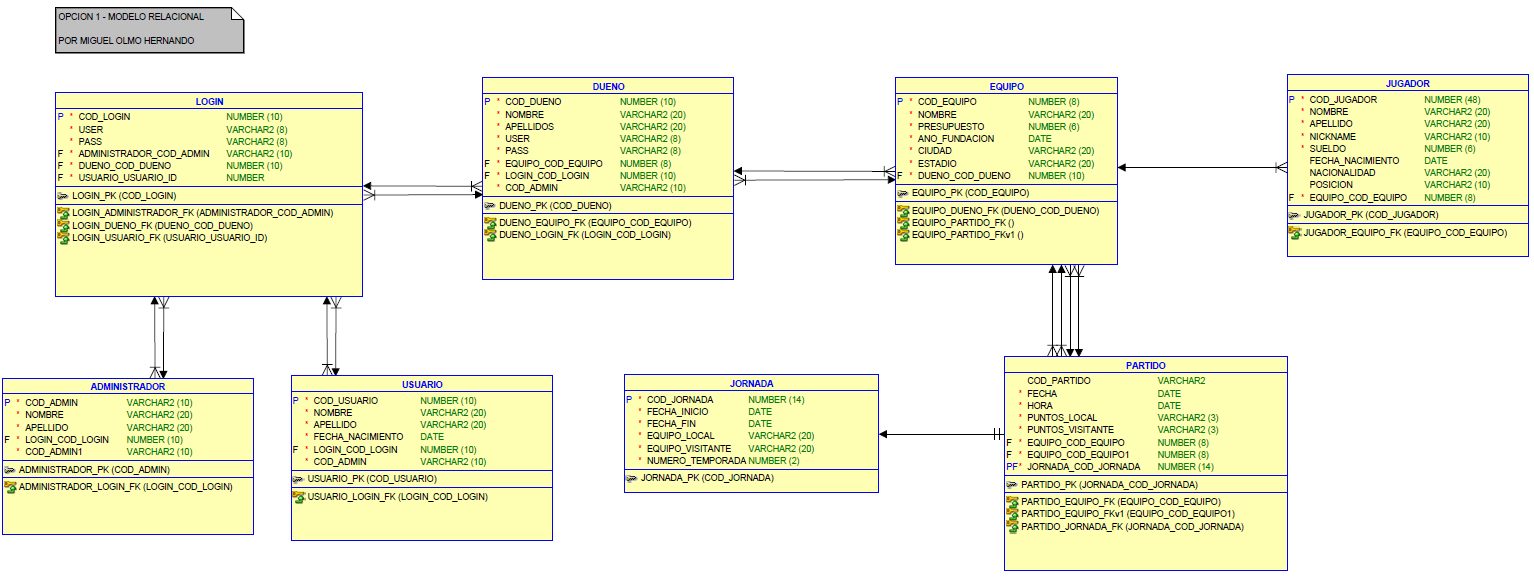 OPCION 1 - MODELO RELACIONAL
POR MIGUEL OLMO HERNANDO
LOGIN
P * COD_LOGIN NUMBER (10)
* USER VARCHAR2 (8)
* PASS VARCHAR2 (8)
F * ADMINISTRADOR_COD_ADMIN VARCHAR2 (10)
F * DUENO_COD_DUENO NUMBER (10)
F * USUARIO_USUARIO_ID NUMBER
LOGIN_PK (COD_LOGIN)
LOGIN_ADMINISTRADOR_FK (ADMINISTRADOR_COD_ADMIN)
LOGIN_DUENO_FK (DUENO_COD_DUENO)
LOGIN_USUARIO_FK (USUARIO_USUARIO_ID)
DUENO
P * COD_DUENO NUMBER (10)
* NOMBRE VARCHAR2 (20)
* APELLIDOS VARCHAR2 (20)
* USER VARCHAR2 (8)
* PASS VARCHAR2 (8)
F * EQUIPO_COD_EQUIPO NUMBER (8)
F * LOGIN_COD_LOGIN NUMBER (10)
* COD_ADMIN VARCHAR2 (10)
DUENO_PK (COD_DUENO)
DUENO_EQUIPO_FK (EQUIPO_COD_EQUIPO)
DUENO_LOGIN_FK (LOGIN_COD_LOGIN)
EQUIPO
P * COD_EQUIPO NUMBER (8)
* NOMBRE VARCHAR2 (20)
* PRESUPUESTO NUMBER (6)
* ANO_FUNDACION DATE
* CIUDAD VARCHAR2 (20)
* ESTADIO VARCHAR2 (20)
F * DUENO_COD_DUENO NUMBER (10)
EQUIPO_PK (COD_EQUIPO)
EQUIPO_DUENO_FK (DUENO_COD_DUENO)
EQUIPO_PARTIDO_FK ()
EQUIPO_PARTIDO_FKv1 ()
JUGADOR
P * COD_JUGADOR NUMBER (48)
* NOMBRE VARCHAR2 (20)
* APELLIDO VARCHAR2 (20)
* NICKNAME VARCHAR2 (10)
* SUELDO NUMBER (6)
FECHA_NACIMIENTO DATE
NACIONALIDAD VARCHAR2 (20)
POSICION VARCHAR2 (10)
F * EQUIPO_COD_EQUIPO NUMBER (8)
JUGADOR_PK (COD_JUGADOR)
JUGADOR_EQUIPO_FK (EQUIPO_COD_EQUIPO)
ADMINISTRADOR
P * COD_ADMIN VARCHAR2 (10)
* NOMBRE VARCHAR2 (20)
* APELLIDO VARCHAR2 (20)
F * LOGIN_COD_LOGIN NUMBER (10)
* COD_ADMIN1 VARCHAR2 (10)
ADMINISTRADOR_PK (COD_ADMIN)
ADMINISTRADOR_LOGIN_FK (LOGIN_COD_LOGIN)
USUARIO
P * COD_USUARIO NUMBER (10)
* NOMBRE VARCHAR2 (20)
* APELLIDO VARCHAR2 (20)
* FECHA_NACIMIENTO DATE
F * LOGIN_COD_LOGIN NUMBER (10)
* COD_ADMIN VARCHAR2 (10)
USUARIO_PK (COD_USUARIO)
USUARIO_LOGIN_FK (LOGIN_COD_LOGIN)
JORNADA
P * COD_JORNADA NUMBER (14)
* FECHA_INICIO DATE
* FECHA_FIN DATE
* EQUIPO_LOCAL VARCHAR2 (20)
* EQUIPO_VISITANTE VARCHAR2 (20)
* NUMERO_TEMPORADA NUMBER (2)
JORNADA_PK (COD_JORNADA)
PARTIDO
COD_PARTIDO VARCHAR2
* FECHA DATE
* HORA DATE
* PUNTOS_LOCAL VARCHAR2 (3)
* PUNTOS_VISITANTE VARCHAR2 (3)
F * EQUIPO_COD_EQUIPO NUMBER (8)
F * EQUIPO_COD_EQUIPO1 NUMBER (8)
PF * JORNADA_COD_JORNADA NUMBER (14)
PARTIDO_PK (JORNADA_COD_JORNADA)
PARTIDO_EQUIPO_FK (EQUIPO_COD_EQUIPO)
PARTIDO_EQUIPO_FKv1 (EQUIPO_COD_EQUIPO1)
PARTIDO_JORNADA_FK (JORNADA_COD_JORNADA)